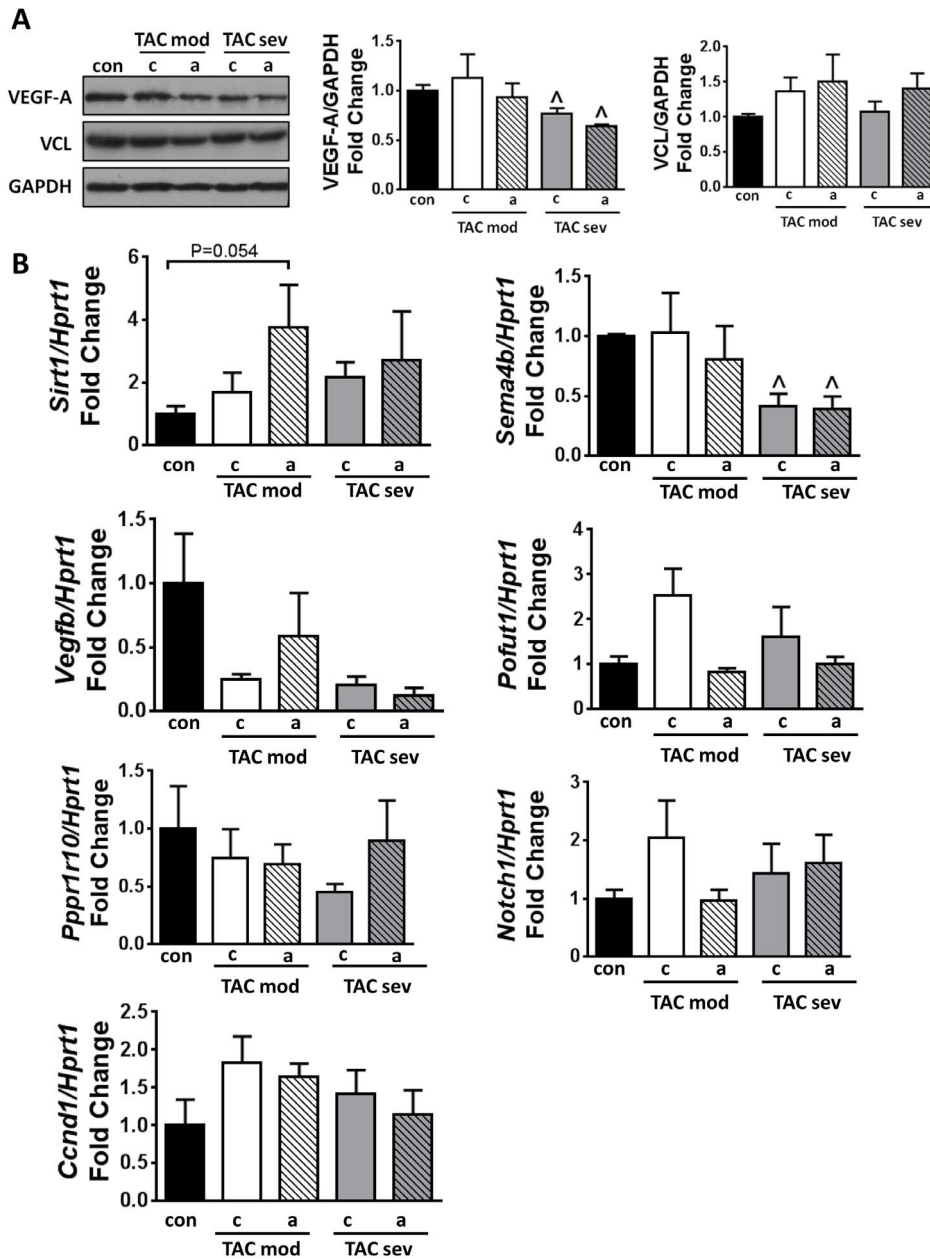 A
TAC mod TAC sev
con c a c a
VEGF-A
VCL
GAPDH
VEGF-A/GAPDH
Fold Change
1.5
1.0
0.5
0.0
^ ^
con c a c a
TAC mod TAC sev
VCL/GAPDH
Fold Change
2.0
1.5
1.0
0.5
0.0
con c a c a
TAC mod TAC sev
B
P=0.054
Sirt1/Hprt1
Fold Change
6
4
2
0
con c a c a
TAC mod TAC sev
Sema4b/Hprt1
Fold Change
1.5
1.0
0.5
0.0
^ ^
con c a c a
TAC mod TAC sev
Vegfb/Hprt1
Fold Change
1.5
1.0
0.5
0.0
con c a c a
TAC mod TAC sev
Pofut1/Hprt1
Fold Change
4
3
2
1
0
con c a c a
TAC mod TAC sev
Pppr1r10/Hprt1
Fold Change
1.5
1.0
0.5
0.0
con c a c a
TAC mod TAC sev
Notch1/Hprt1
Fold Change
3
2
1
0
con c a c a
TAC mod TAC sev
Ccnd1/Hprt1
Fold Change
2.5
2.0
1.5
1.0
0.5
0.0
con c a c a
TAC mod TAC sev